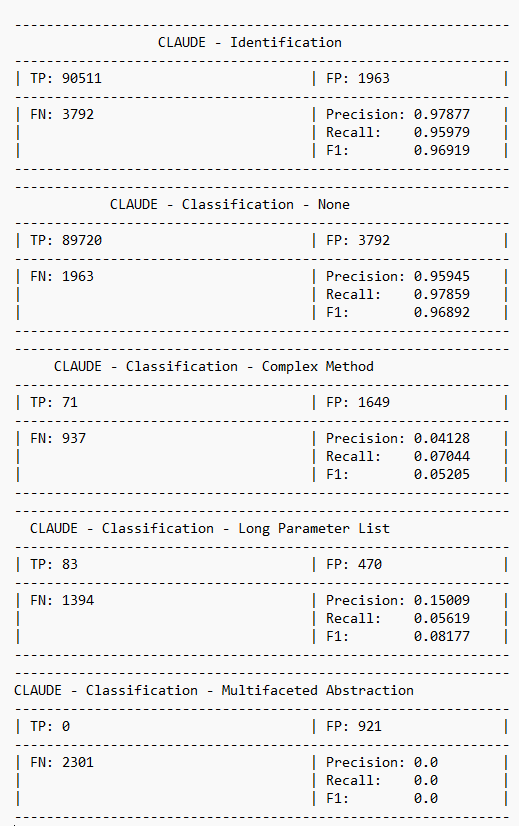 ---------------------------------------------------------------
CLAUDE - Identification
---------------------------------------------------------------
| TP: 90511 | FP: 1963 |
---------------------------------------------------------------
| FN: 3792 | Precision: 0.97877 |
| | Recall: 0.95979 |
| | F1: 0.96919 |
---------------------------------------------------------------
---------------------------------------------------------------
CLAUDE - Classification - None
---------------------------------------------------------------
| TP: 89720 | FP: 3792 |
---------------------------------------------------------------
| FN: 1963 | Precision: 0.95945 |
| | Recall: 0.97859 |
| | F1: 0.96892 |
---------------------------------------------------------------
---------------------------------------------------------------
CLAUDE - Classification - Complex Method
---------------------------------------------------------------
| TP: 71 | FP: 1649 |
---------------------------------------------------------------
| FN: 937 | Precision: 0.04128 |
| | Recall: 0.07044 |
| | F1: 0.05205 |
---------------------------------------------------------------
---------------------------------------------------------------
CLAUDE - Classification - Long Parameter List
---------------------------------------------------------------
| TP: 83 | FP: 470 |
---------------------------------------------------------------
| FN: 1394 | Precision: 0.15009 |
| | Recall: 0.05619 |
| | F1: 0.08177 |
---------------------------------------------------------------
---------------------------------------------------------------
CLAUDE - Classification - Multifaceted Abstraction
---------------------------------------------------------------
| TP: 0 | FP: 921 |
---------------------------------------------------------------
| FN: 2301 | Precision: 0.0 |
| | Recall: 0.0 |
| | F1: 0.0 |
---------------------------------------------------------------